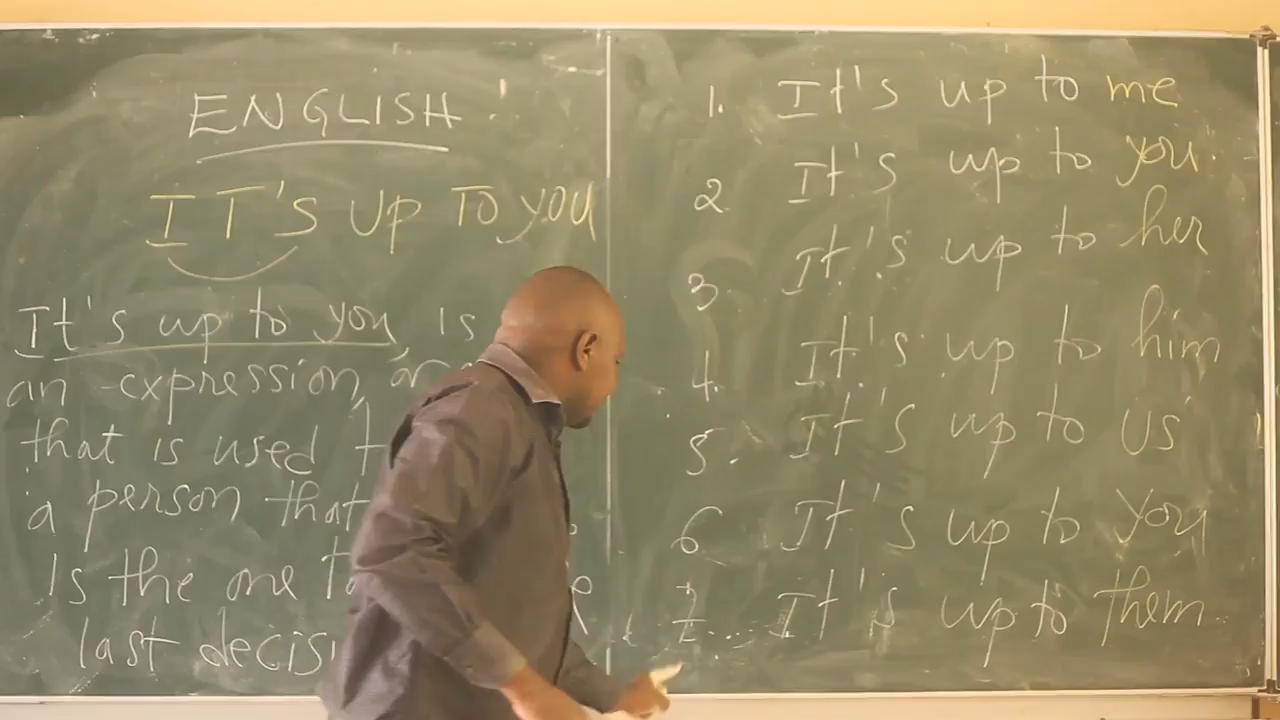 ENGLISH
IT'S UP TO YOU
It's up to you, is
an expression,
that is used
a person that
Is the one
last
1. It's up to me
2 It's up to you
3. It's up to her
4. It's up to him
5. It's up to us
6. It's up to you
7. It's up to them